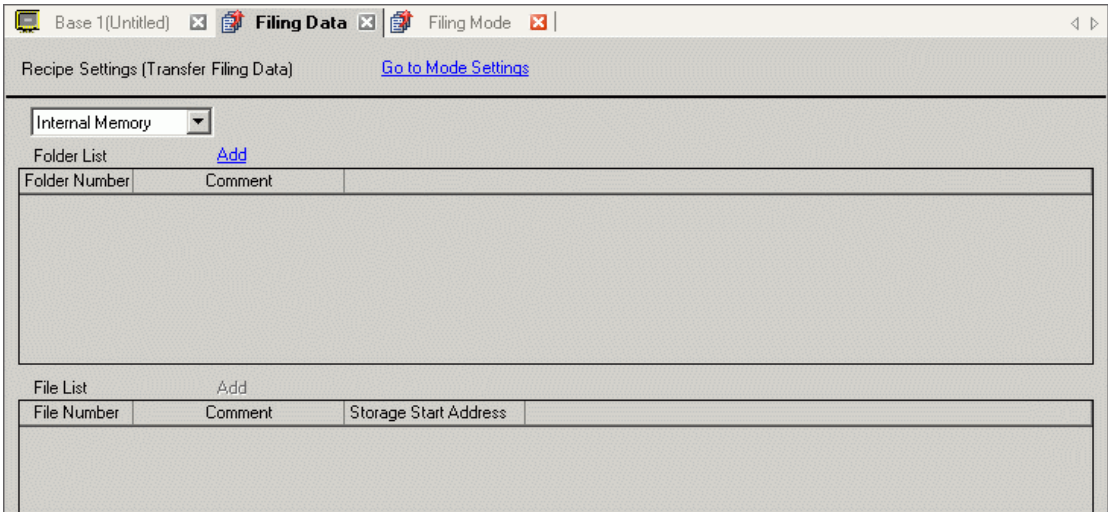 Base 1(Untitled) Filing Data Filing Mode
Recipe Settings (Transfer Filing Data) Go to Mode Settings
Internal Memory
Folder List Add
Folder Number Comment
File List Add
File Number Comment Storage Start Address